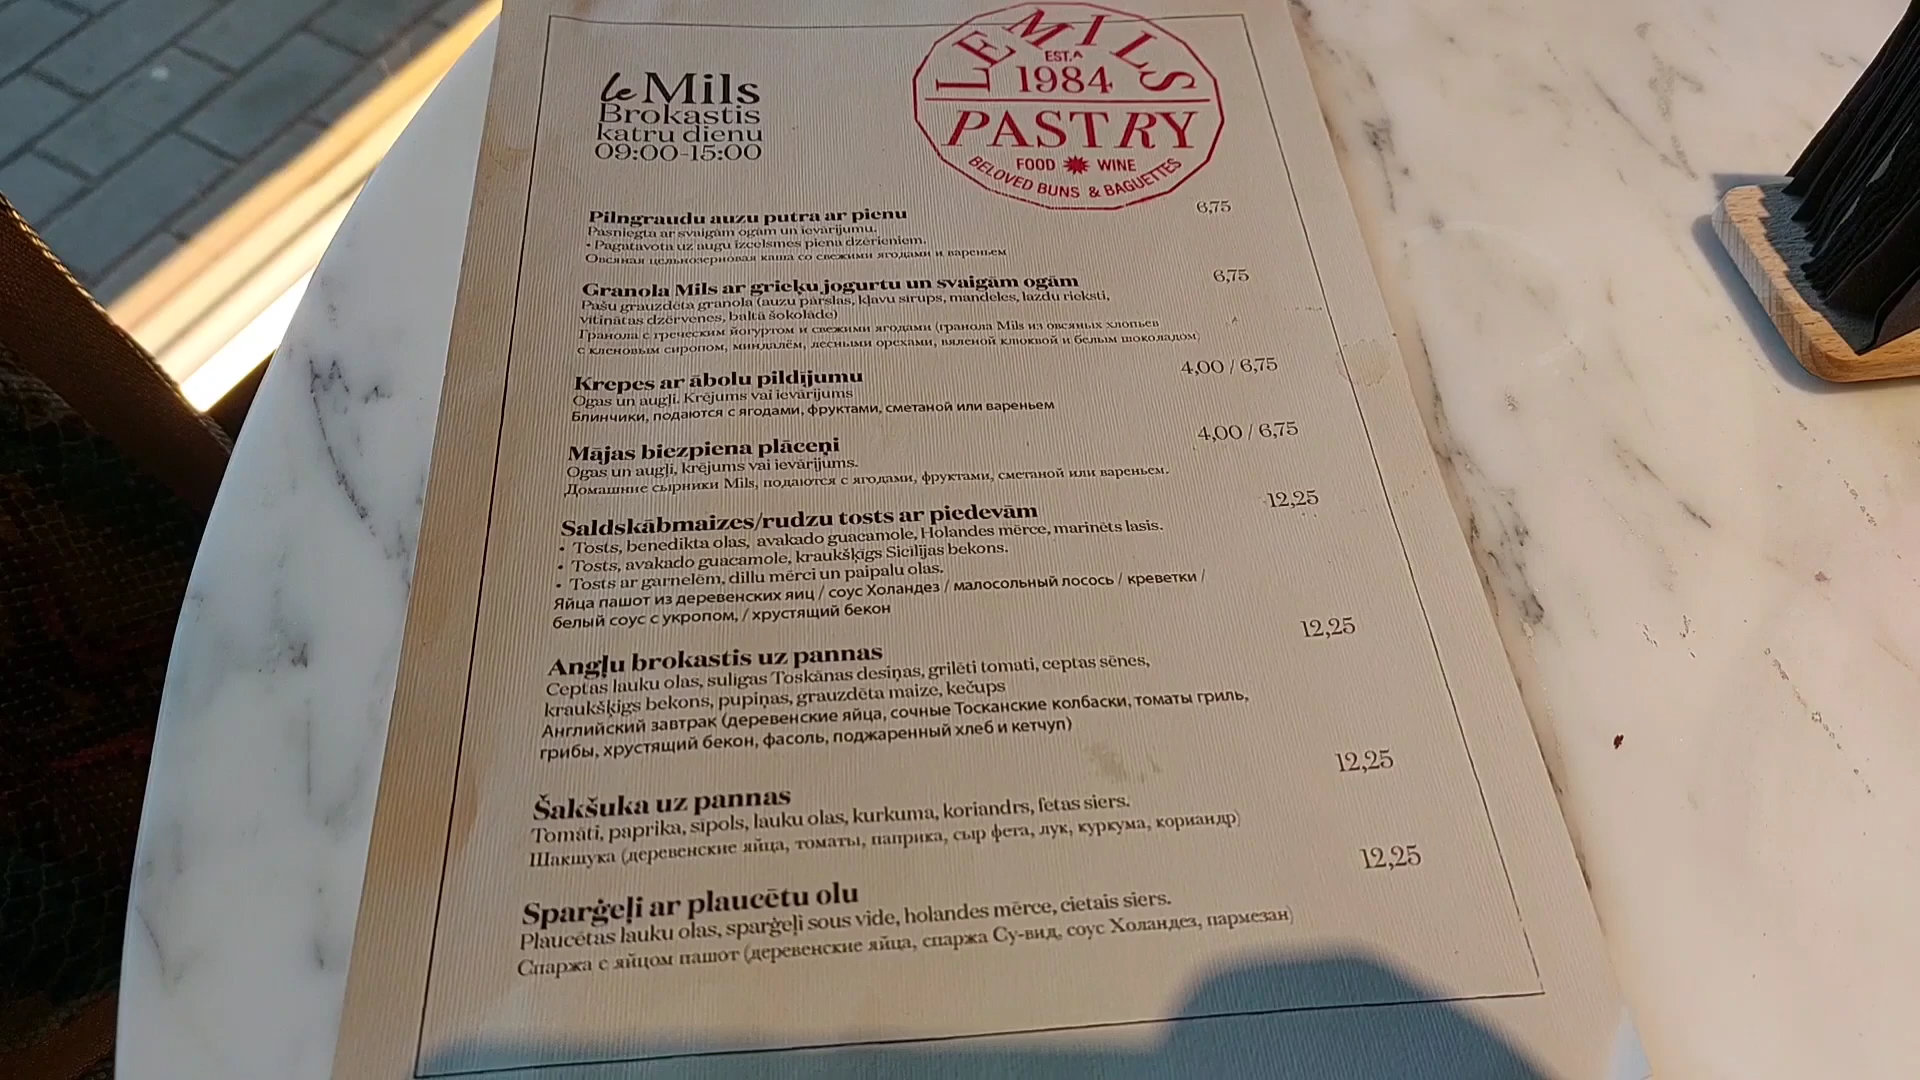 le Mils
Brokastis
katru dienu
09:00-15:00
LE MILS
EST.
1984
PASTRY
FOOD WINE
BELOVED BUNS & BAGUETTES
Pilngraudu auzu putra ar pienu 6,75
Pasniegta ar svaigām ogām un ievārījumu.
• Pagatavota uz augu izcelsmes piena dzērieniem.
Овсяная цельнозерновая каша со свежими ягодами и вареньем
Granola Mils ar grieķu jogurtu un svaigām ogām 6,75
Pašu grauzdēta granola (auzu pārslas, kļavu sīrups, mandeles, lazdu rieksti,
vītinātas dzērvenes, baltā šokolāde)
Гранола с греческим йогуртом и свежими ягодами (гранола Mils из овсяных хлопьев
с кленовым сиропом, миндалём, лесными орехами, вяленой клюквой и белым шоколадом)
Krepes ar ābolu pildījumu 4,00 / 6,75
Ogas un augļi. Krējums vai ievārījums
Блинчики, подаются с ягодами, фруктами, сметаной или вареньем
Mājas biezpiena plāceņi 4,00 / 6,75
Ogas un augļi, krējums vai ievārījums.
Домашние сырники Mils, подаются с ягодами, фруктами, сметаной или вареньем.
Saldskābmaizes/rudzu tosts ar piedevām 12,25
• Tosts, benedikta olas, avakado guacamole, Holandes mērce, marinēts lasis.
• Tosts, avakado guacamole, kraukšķīgs Sicīlijas bekons.
• Tosts ar garnelēm, diļļu mērci un paipalu olas.
Яйца пашот из деревенских яиц / соус Холандез / малосольный лосось / креветки /
белый соус с укропом, / хрустящий бекон
Angļu brokastis uz pannas 12,25
Ceptas lauku olas, sulīgas Toskānas desiņas, grilēti tomāti, ceptas sēnes,
kraukšķīgs bekons, pupiņas, grauzdēta maize, kečups
Английский завтрак (деревенские яйца, сочные Тосканские колбаски, томаты гриль,
грибы, хрустящий бекон, фасоль, поджаренный хлеб и кетчуп)
Šakšuka uz pannas 12,25
Tomāti, paprika, sīpols, lauku olas, kurkuma, koriandrs, fetas siers.
Шакшука (деревенские яйца, томаты, паприка, сыр фета, лук, куркума, кориандр)
Sparģeļi ar plaucētu olu 12,25
Plaucētas lauku olas, sparģeļi sous vide, holandes mērce, cietais siers.
Спаржа с яйцом пашот (деревенские яйца, спаржа Су-вид, соус Холандез, пармезан)